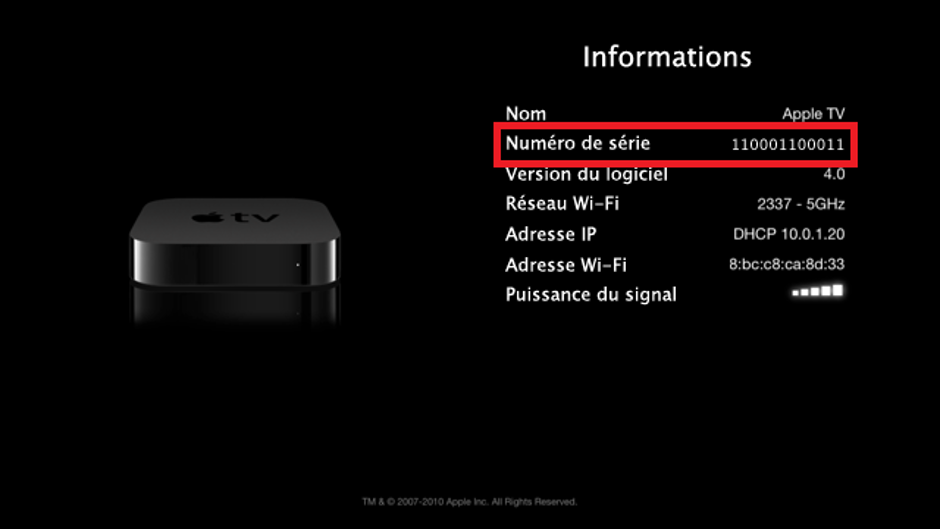 Informations
Nom Apple TV
Numéro de série 110001100011
Version du logiciel 4.0
Réseau Wi-Fi 2337 - 5GHz
Adresse IP DHCP 10.0.1.20
Adresse Wi-Fi 8:bc:c8:ca:8d:33
tv
Puissance du signal
TM & © 2007-2010 Apple Inc. All Rights Reserved.